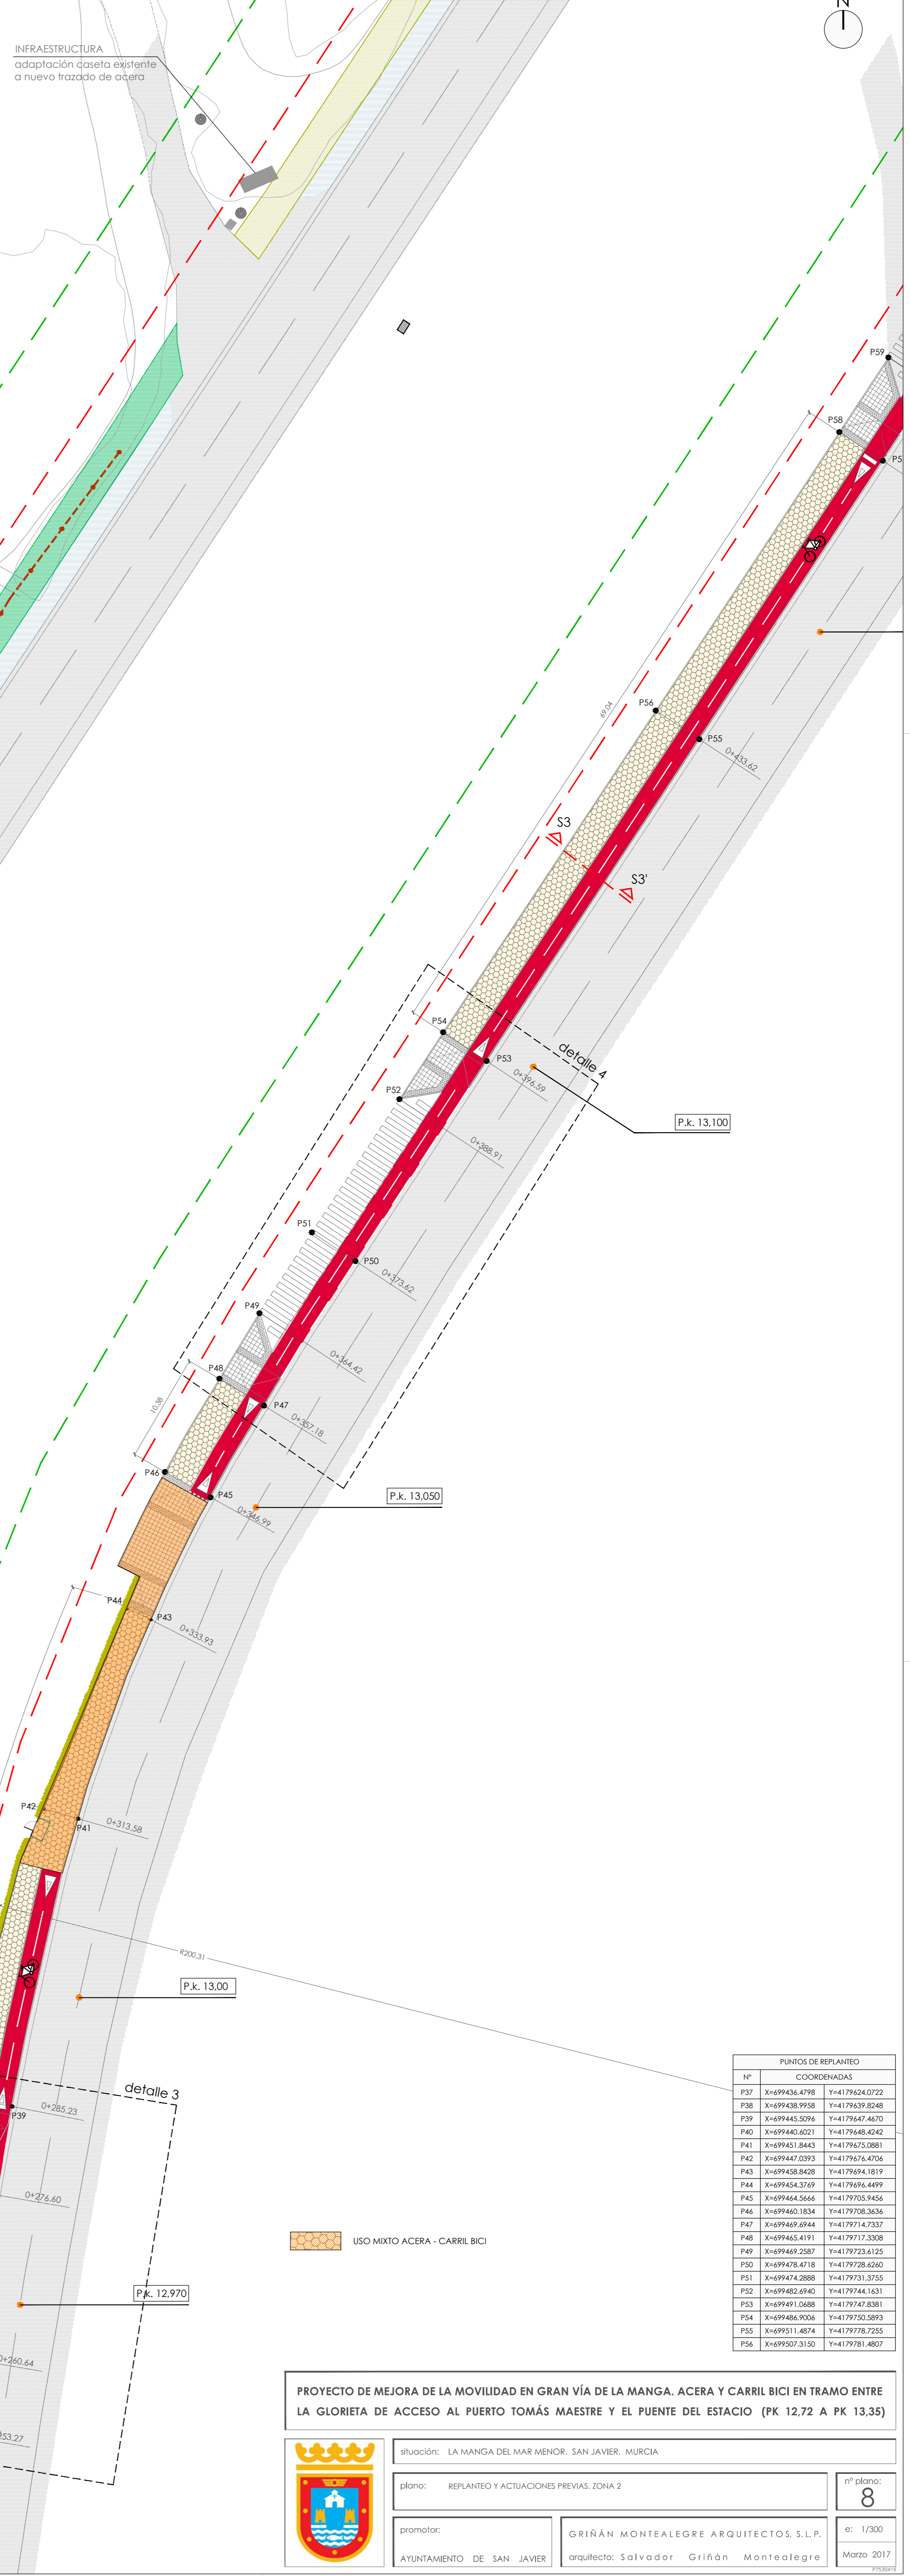 N
INFRAESTRUCTURA
adaptación caseta existente
a nuevo trazado de acera
P59
P58
69.04
P56
P55
0+433.62
S3
S3'
P54
P53
detalle 4
0+396.59
P52
P.k. 13,100
0+388.91
P51
P50
0+373.62
P49
0+364.42
P48
P47
10.38
0+357.18
P46
P45
P.k. 13,050
0+346.99
P44
P43
0+333.93
P42
P41
0+313.58
R200.31
P.k. 13,00
detalle 3
P39
0+285.23
0+276.60
P.k. 12,970
0+260.64
53.27
USO MIXTO ACERA - CARRIL BICI
PUNTOS DE REPLANTEO
Nº COORDENADAS
P37 X=699436.4798 Y=4179624.0722
P38 X=699438.9958 Y=4179639.8248
P39 X=699445.5096 Y=4179647.4670
P40 X=699440.6021 Y=4179648.4242
P41 X=699451.8443 Y=4179675.0881
P42 X=699447.0393 Y=4179676.4706
P43 X=699458.8428 Y=4179694.1819
P44 X=699454.3769 Y=4179696.4499
P45 X=699464.5666 Y=4179705.9456
P46 X=699460.1834 Y=4179708.3636
P47 X=699469.6944 Y=4179714.7337
P48 X=699465.4191 Y=4179717.3308
P49 X=699469.2587 Y=4179723.6125
P50 X=699478.4718 Y=4179728.6260
P51 X=699474.2888 Y=4179731.3755
P52 X=699482.6940 Y=4179744.1631
P53 X=699491.0688 Y=4179747.8381
P54 X=699486.9006 Y=4179750.5893
P55 X=699511.4874 Y=4179778.7255
P56 X=699507.3150 Y=4179781.4807
PROYECTO DE MEJORA DE LA MOVILIDAD EN GRAN VÍA DE LA MANGA. ACERA Y CARRIL BICI EN TRAMO ENTRE
LA GLORIETA DE ACCESO AL PUERTO TOMÁS MAESTRE Y EL PUENTE DEL ESTACIO (PK 12,72 A PK 13,35)
situación: LA MANGA DEL MAR MENOR. SAN JAVIER. MURCIA
plano: REPLANTEO Y ACTUACIONES PREVIAS. ZONA 2
nº plano:
8
promotor:
AYUNTAMIENTO DE SAN JAVIER
GRIÑÁN MONTEALEGRE ARQUITECTOS, S.L.P.
arquitecto: Salvador Griñán Montealegre
e: 1/300
Marzo 2017